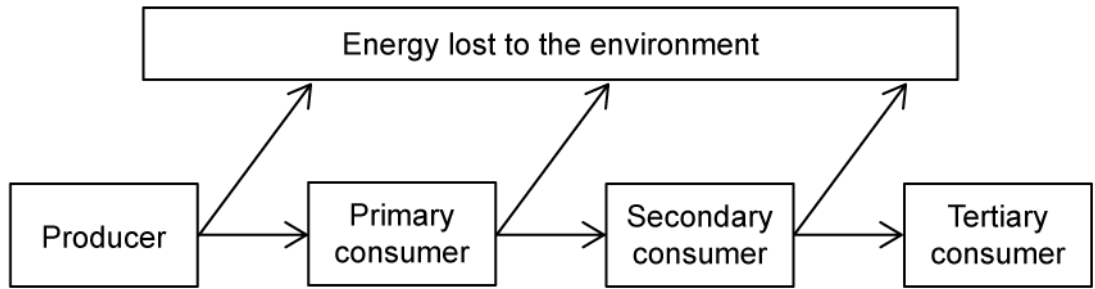 Energy lost to the environment
Producer
Primary
consumer
Secondary
consumer
Tertiary
consumer